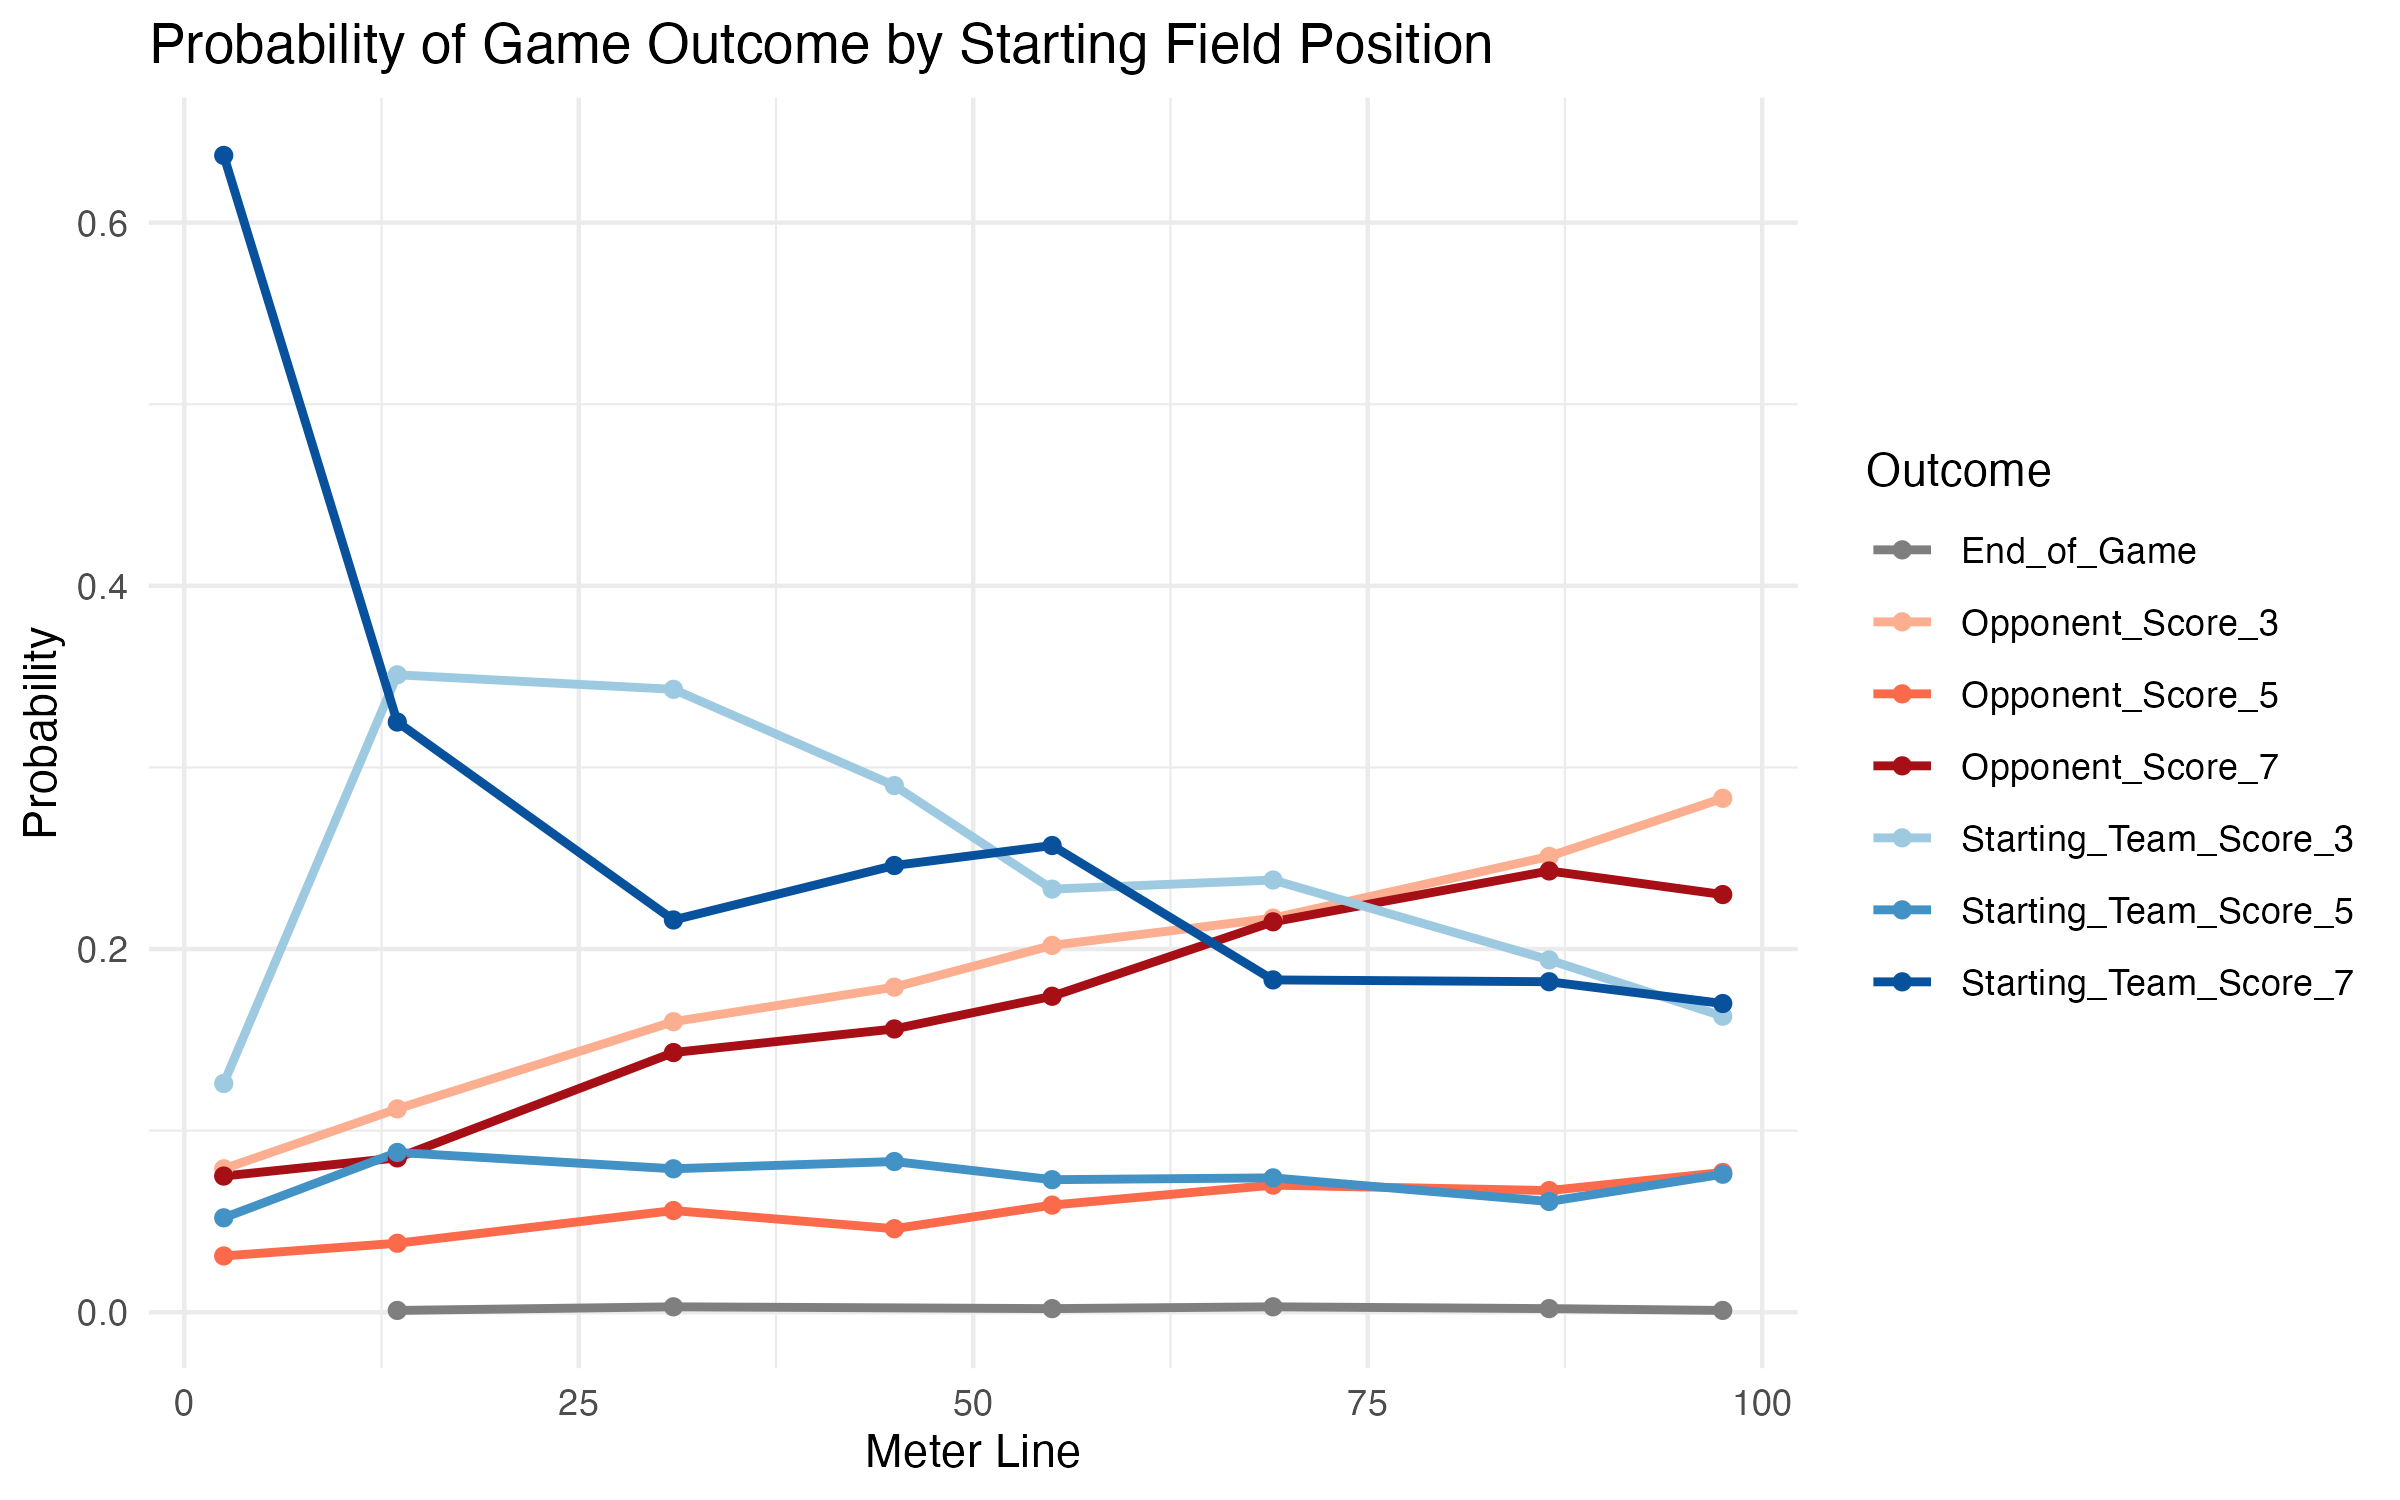 Probability of Game Outcome by Starting Field Position
0.6
0.4
0.2
0.0
Probability
0 25 50 75 100
Meter Line
Outcome
End_of_Game
Opponent_Score_3
Opponent_Score_5
Opponent_Score_7
Starting_Team_Score_3
Starting_Team_Score_5
Starting_Team_Score_7